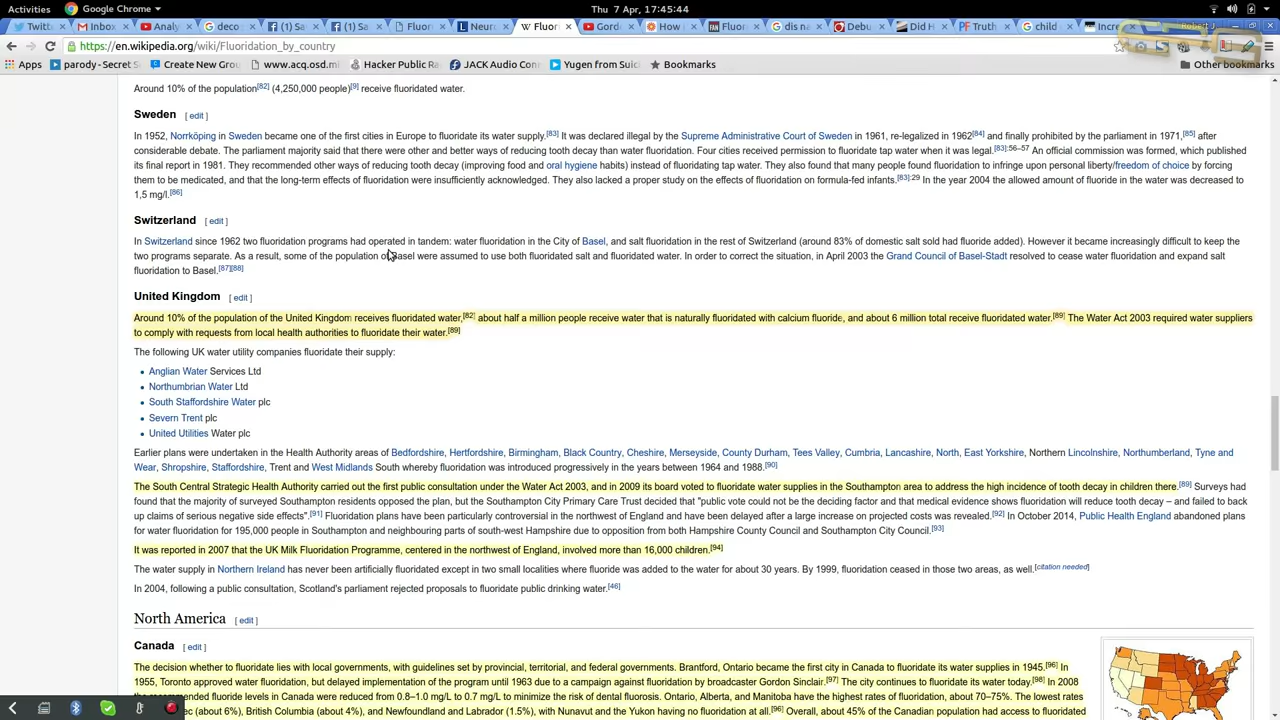 Activities Google Chrome Thu 7 Apr, 17:45:44 Robert J
Twitt Inbox Analy deco (1) Sa (1) Sa Fluori Neuro Fluor Gordo How i Fluori dis na Debu Did H Truth child Incre
https://en.wikipedia.org/wiki/Fluoridation_by_country
Apps parody - Secret S Create New Group www.acq.osd.mi Hacker Public Ra JACK Audio Conn Yugen from Suic Bookmarks Other bookmarks
Around 10% of the population[82] (4,250,000 people)[9] receive fluoridated water.
Sweden [ edit ]
In 1952, Norrköping in Sweden became one of the first cities in Europe to fluoridate its water supply.[83] It was declared illegal by the Supreme Administrative Court of Sweden in 1961, re-legalized in 1962[84] and finally prohibited by the parliament in 1971,[85] after
considerable debate. The parliament majority said that there were other and better ways of reducing tooth decay than water fluoridation. Four cities received permission to fluoridate tap water when it was legal.[83]:56–57 An official commission was formed, which published
its final report in 1981. They recommended other ways of reducing tooth decay (improving food and oral hygiene habits) instead of fluoridating tap water. They also found that many people found fluoridation to infringe upon personal liberty/freedom of choice by forcing
them to be medicated, and that the long-term effects of fluoridation were insufficiently acknowledged. They also lacked a proper study on the effects of fluoridation on formula-fed infants.[83]:29 In the year 2004 the allowed amount of fluoride in the water was decreased to
1,5 mg/l.[86]
Switzerland [ edit ]
In Switzerland since 1962 two fluoridation programs had operated in tandem: water fluoridation in the City of Basel, and salt fluoridation in the rest of Switzerland (around 83% of domestic salt sold had fluoride added). However it became increasingly difficult to keep the
two programs separate. As a result, some of the population of Basel were assumed to use both fluoridated salt and fluoridated water. In order to correct the situation, in April 2003 the Grand Council of Basel-Stadt resolved to cease water fluoridation and expand salt
fluoridation to Basel.[87][88]
United Kingdom [ edit ]
Around 10% of the population of the United Kingdom receives fluoridated water,[82] about half a million people receive water that is naturally fluoridated with calcium fluoride, and about 6 million total receive fluoridated water.[89] The Water Act 2003 required water suppliers
to comply with requests from local health authorities to fluoridate their water.[89]
The following UK water utility companies fluoridate their supply:
• Anglian Water Services Ltd
• Northumbrian Water Ltd
• South Staffordshire Water plc
• Severn Trent plc
• United Utilities Water plc
Earlier plans were undertaken in the Health Authority areas of Bedfordshire, Hertfordshire, Birmingham, Black Country, Cheshire, Merseyside, County Durham, Tees Valley, Cumbria, Lancashire, North, East Yorkshire, Northern Lincolnshire, Northumberland, Tyne and
Wear, Shropshire, Staffordshire, Trent and West Midlands South whereby fluoridation was introduced progressively in the years between 1964 and 1988.[90]
The South Central Strategic Health Authority carried out the first public consultation under the Water Act 2003, and in 2009 its board voted to fluoridate water supplies in the Southampton area to address the high incidence of tooth decay in children there.[89] Surveys had
found that the majority of surveyed Southampton residents opposed the plan, but the Southampton City Primary Care Trust decided that "public vote could not be the deciding factor and that medical evidence shows fluoridation will reduce tooth decay – and failed to back
up claims of serious negative side effects".[91] Fluoridation plans have been particularly controversial in the northwest of England and have been delayed after a large increase on projected costs was revealed.[92] In October 2014, Public Health England abandoned plans
for water fluoridation for 195,000 people in Southampton and neighbouring parts of south-west Hampshire due to opposition from both Hampshire County Council and Southampton City Council.[93]
It was reported in 2007 that the UK Milk Fluoridation Programme, centered in the northwest of England, involved more than 16,000 children.[94]
The water supply in Northern Ireland has never been artificially fluoridated except in two small localities where fluoride was added to the water for about 30 years. By 1999, fluoridation ceased in those two areas, as well.[citation needed]
In 2004, following a public consultation, Scotland's parliament rejected proposals to fluoridate public drinking water.[46]
North America [ edit ]
Canada [ edit ]
The decision whether to fluoridate lies with local governments, with guidelines set by provincial, territorial, and federal governments. Brantford, Ontario became the first city in Canada to fluoridate its water supplies in 1945.[96] In
1955, Toronto approved water fluoridation, but delayed implementation of the program until 1963 due to a campaign against fluoridation by broadcaster Gordon Sinclair.[97] The city continues to fluoridate its water today.[98] In 2008
the recommended fluoride levels in Canada were reduced from 0.8–1.0 mg/L to 0.7 mg/L to minimize the risk of dental fluorosis. Ontario, Alberta, and Manitoba have the highest rates of fluoridation, about 70–75%. The lowest rates
ec (about 6%), British Columbia (about 4%), and Newfoundland and Labrador (1.5%), with Nunavut and the Yukon having no fluoridation at all.[96] Overall, about 45% of the Canadian population had access to fluoridated